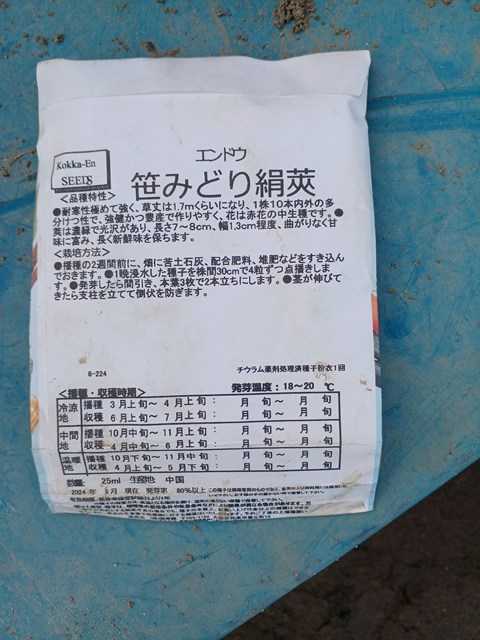 エンドウ
Kokka-En
SEEDS
笹みどり絹莢
<品種特性>
●耐寒性極めて強く、草丈は1.7mくらいになり、1株10本内外の多
分けつ性で、強健かつ豊産で作りやすく、花は赤花の中生種です。●
莢は濃緑で光沢があり、長さ7～8cm、幅1,3cm程度、曲がりなく甘
味に富み、長く新鮮味を保ちます。
<栽培方法>
●播種の2週間前に、畑に苦土石灰、配合肥料、堆肥などをすき込ん
でおきます。●1晩浸水した種子を株間30cmで4粒ずつ点播きしま
す。●発芽したら間引き、本葉3枚で2本立ちにします。●茎が伸びて
きたら支柱を立てて倒伏を防ぎます。
6-224
チウラム薬剤処理済種子粉衣1回
<播種・収穫時期>
発芽温度：18～20 ℃
冷涼地 播種 3月上旬～ 4月上旬： 月 旬～ 月 旬
収穫 6月上旬～ 7月上旬： 月 旬～ 月 旬
中間地 播種 10月中旬～ 11月上旬： 月 旬～ 月 旬
収穫 4月中旬～ 6月上旬： 月 旬～ 月 旬
温暖地 播種 10月下旬～ 11月中旬： 月 旬～ 月 旬
収穫 4月上旬～ 5月下旬： 月 旬～ 月 旬
数量 25ml 生産地 中国
2024年 月現在 発芽率 80%以上